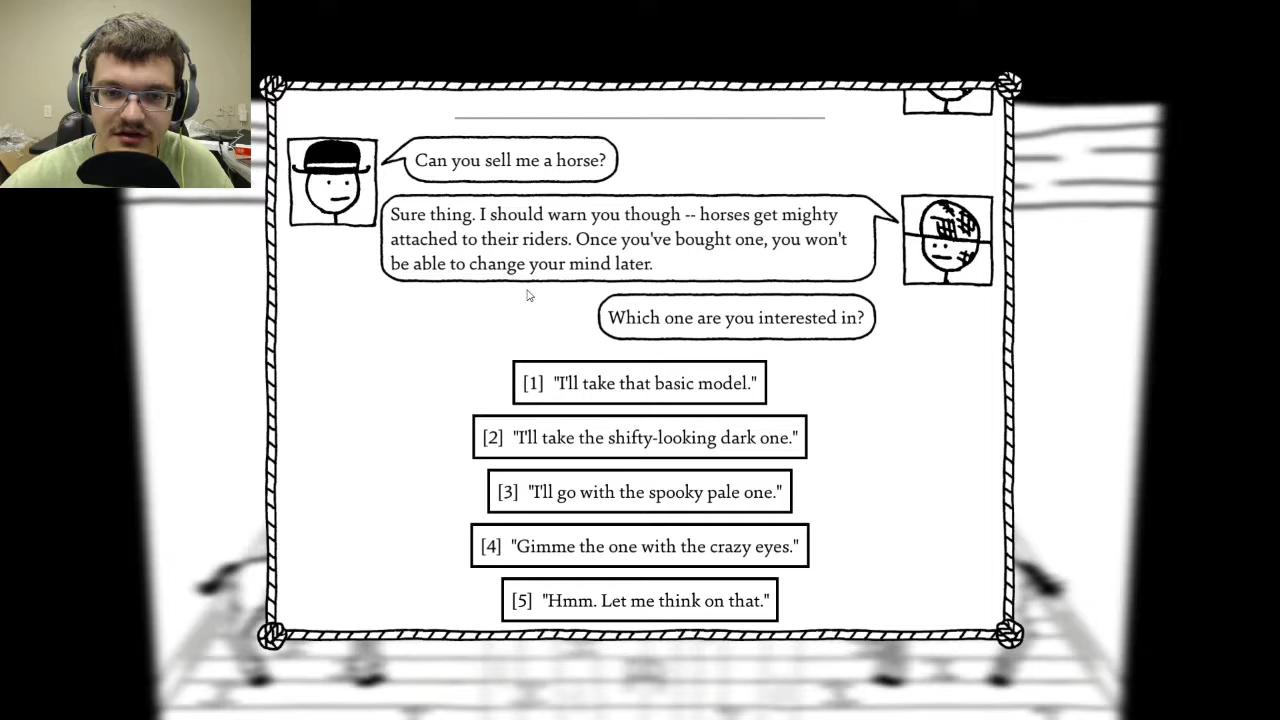 Can you sell me a horse?
Sure thing. I should warn you though -- horses get mighty
attached to their riders. Once you've bought one, you won't
be able to change your mind later.
Which one are you interested in?
[1] "I'll take that basic model."
[2] "I'll take the shifty-looking dark one."
[3] "I'll go with the spooky pale one."
[4] "Gimme the one with the crazy eyes."
[5] "Hmm. Let me think on that."